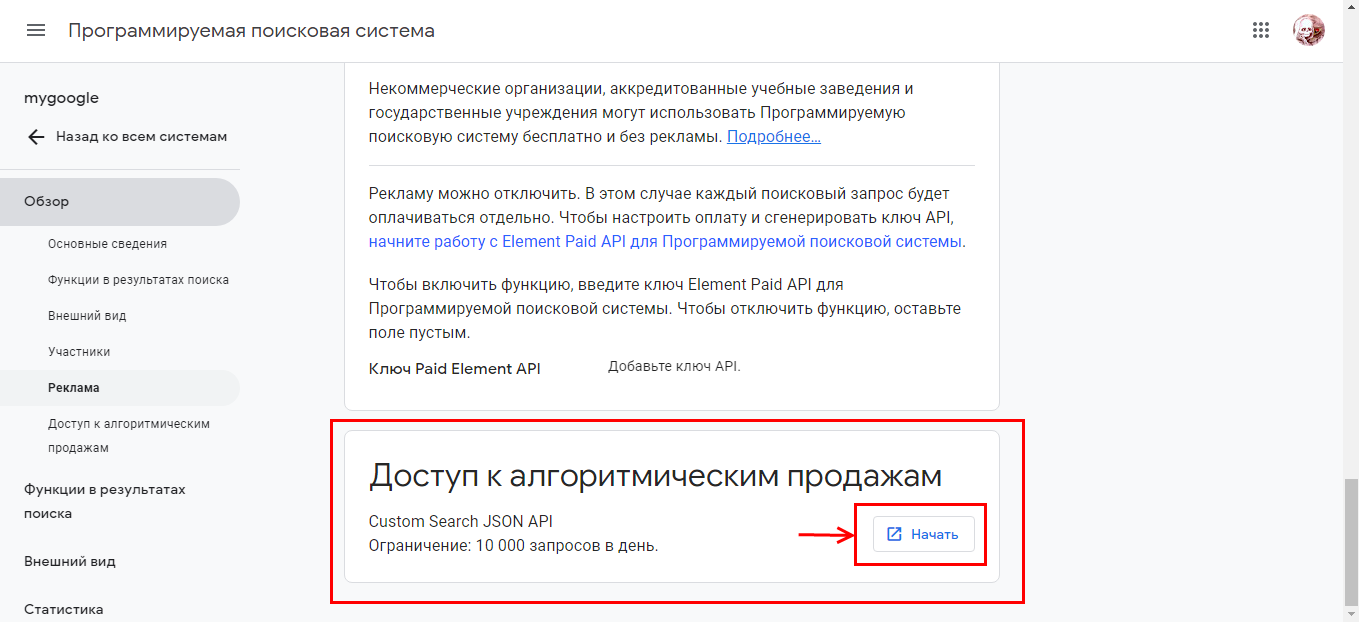 Программируемая поисковая система
mygoogle
Назад ко всем системам
Обзор
Основные сведения
Функции в результатах поиска
Внешний вид
Участники
Реклама
Доступ к алгоритмическим
продажам
Функции в результатах
поиска
Внешний вид
Статистика
Некоммерческие организации, аккредитованные учебные заведения и
государственные учреждения могут использовать Программируемую
поисковую систему бесплатно и без рекламы. Подробнее…
Рекламу можно отключить. В этом случае каждый поисковый запрос будет
оплачиваться отдельно. Чтобы настроить оплату и сгенерировать ключ API,
начните работу с Element Paid API для Программируемой поисковой системы.
Чтобы включить функцию, введите ключ Element Paid API для
Программируемой поисковой системы. Чтобы отключить функцию, оставьте
поле пустым.
Ключ Paid Element API Добавьте ключ API.
Доступ к алгоритмическим продажам
Custom Search JSON API
Ограничение: 10 000 запросов в день.
Начать